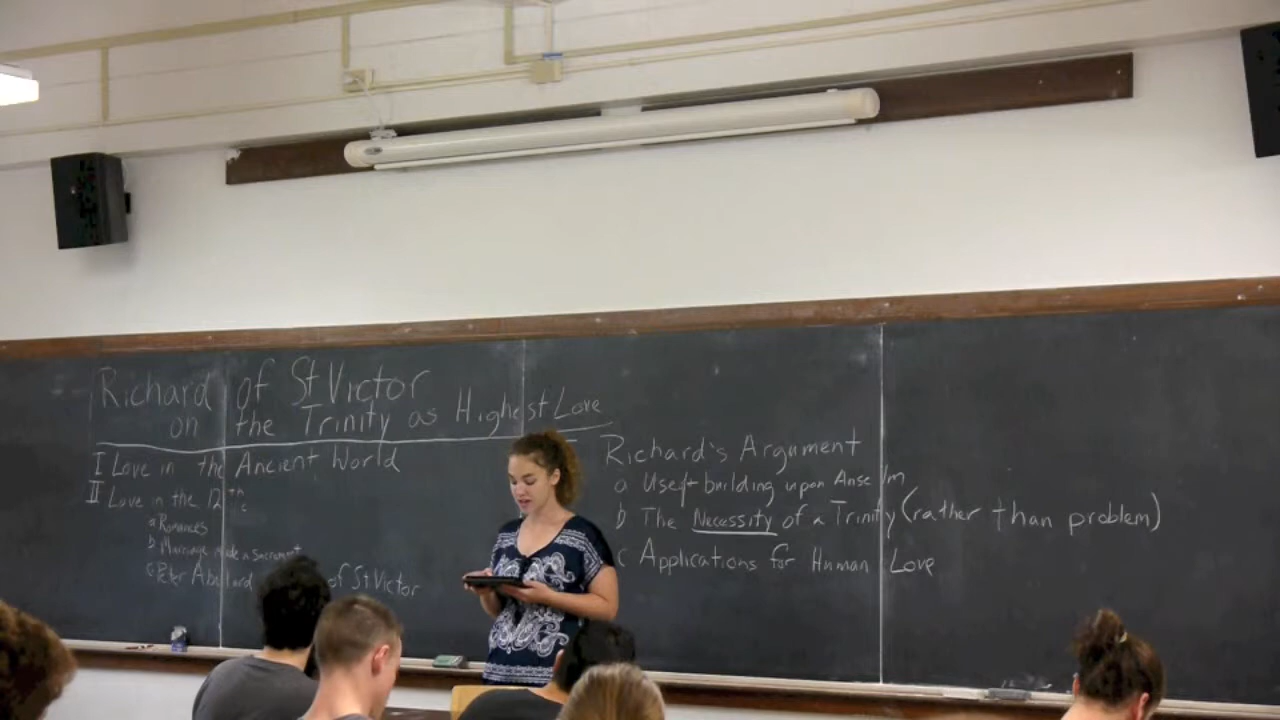 Richard of St Victor
on the Trinity as Highest Love
I Love in the Ancient World
II Love in the 12th c
a Romances
b Marriage made a Sacrament
c Peter Abelard of St Victor
Richard's Argument
a Use of + building upon Anselm
b The Necessity of a Trinity (rather than problem)
c Applications for Human Love